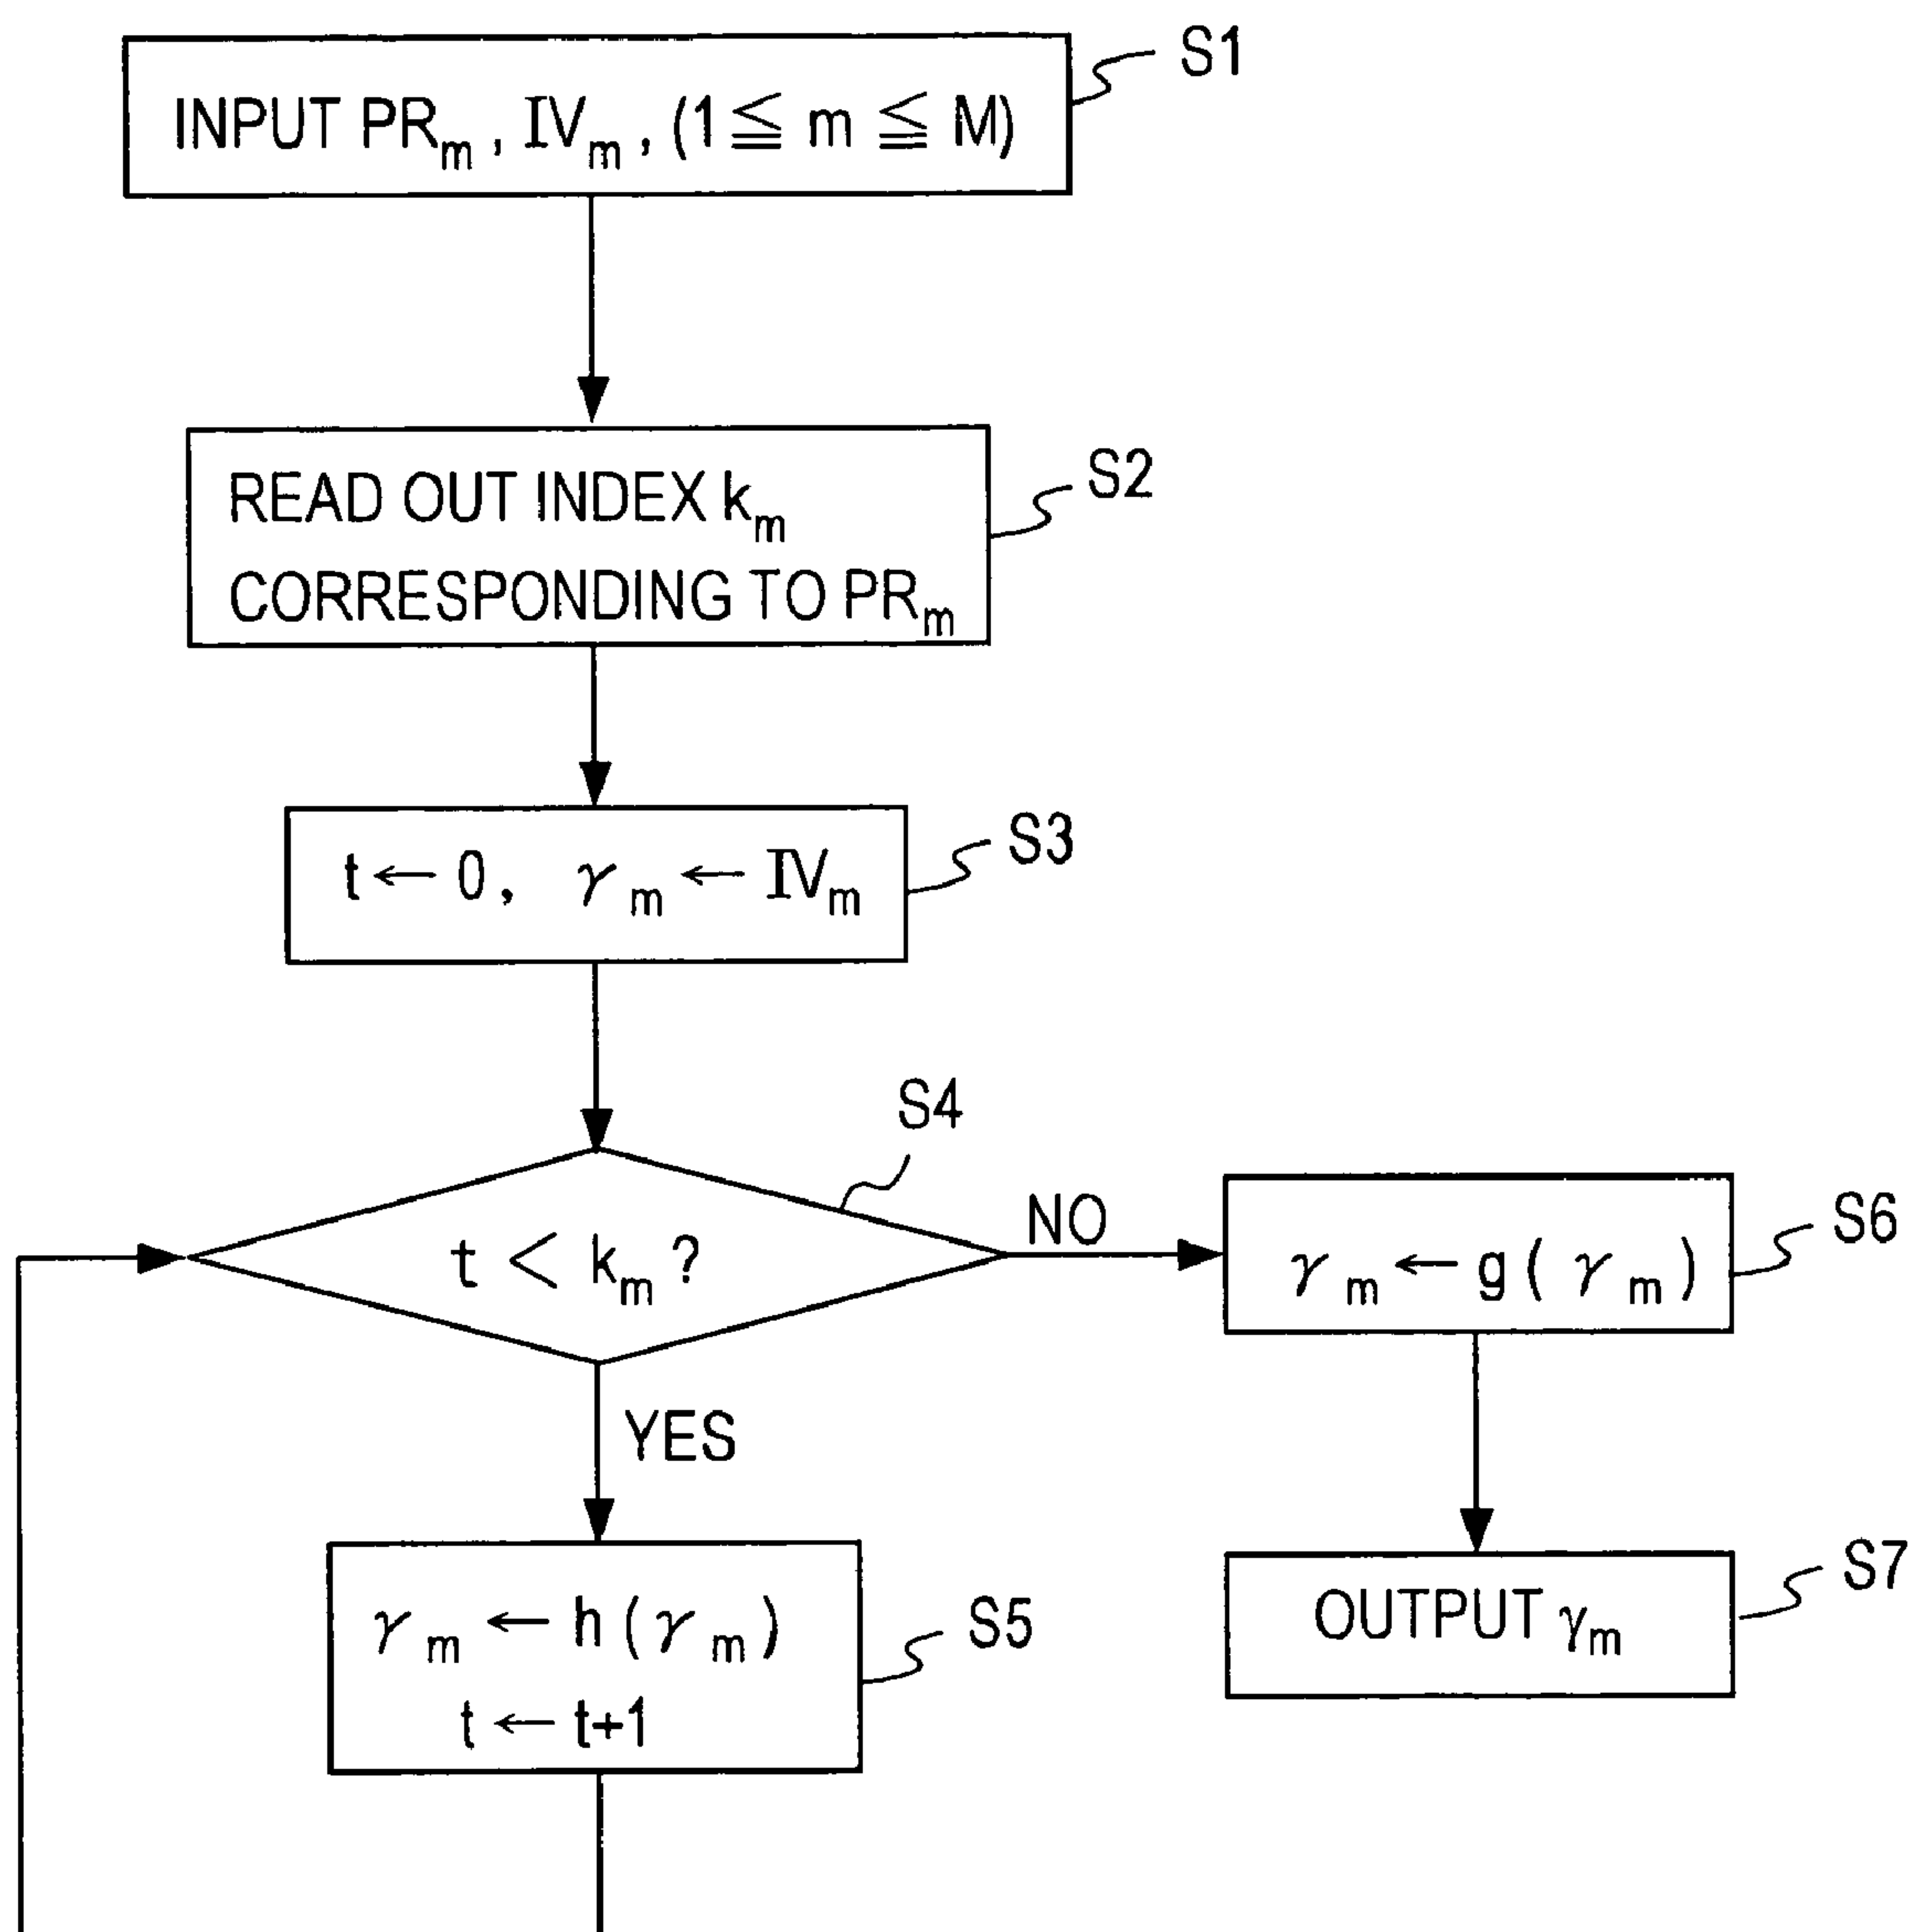 S1
INPUT PRₘ, IVₘ, (1 ≦ m ≦ M)
S2
READ OUT INDEX kₘ
CORRESPONDING TO PRₘ
S3
t ← 0, γₘ ← IVₘ
S4
t < kₘ ?
NO
S6
γₘ ← g( γₘ )
YES
S5
γₘ ← h( γₘ )
t ← t+1
S7
OUTPUT γₘ